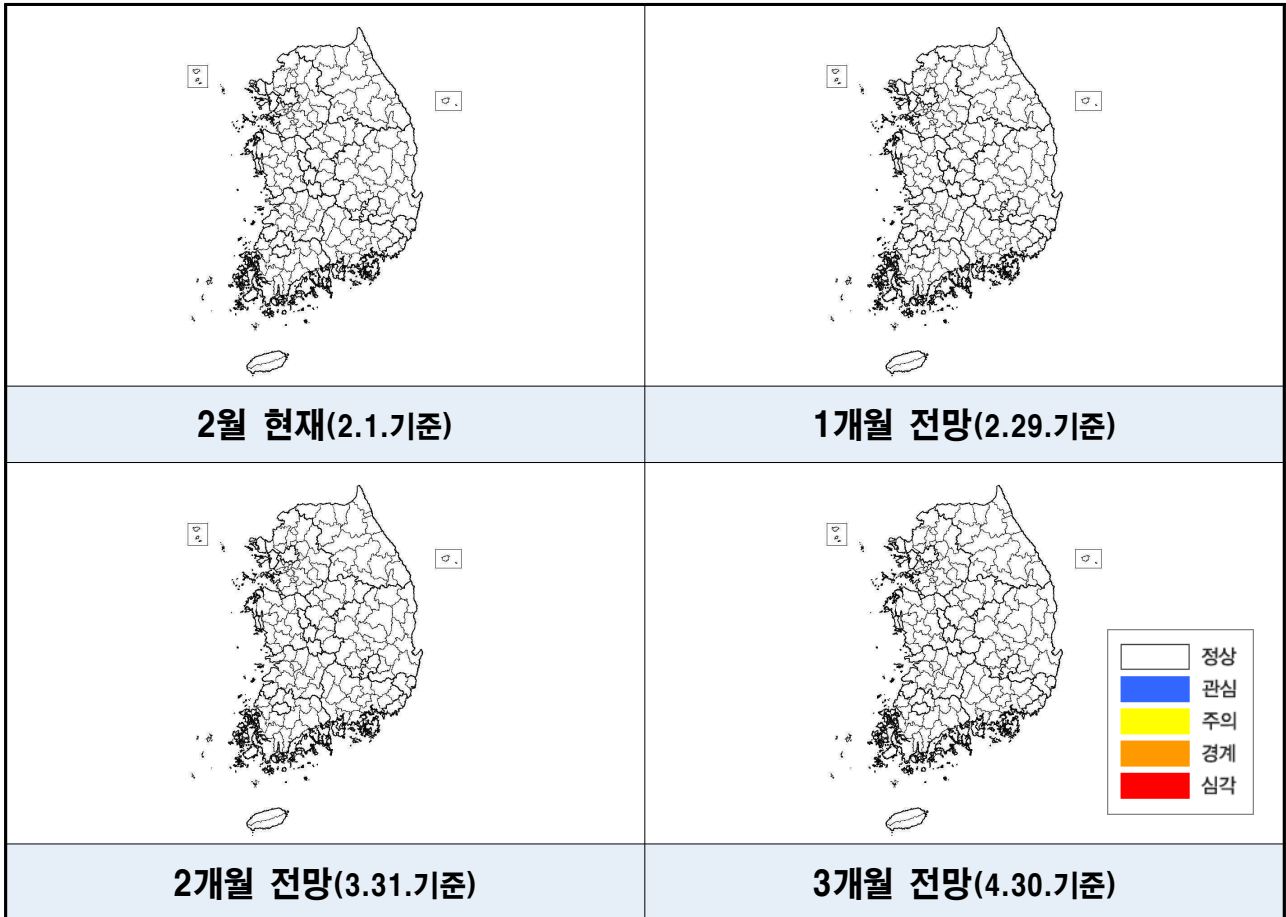 2월 현재(2.1.기준)
1개월 전망(2.29.기준)
정상
관심
주의
경계
심각
2개월 전망(3.31.기준)
3개월 전망(4.30.기준)